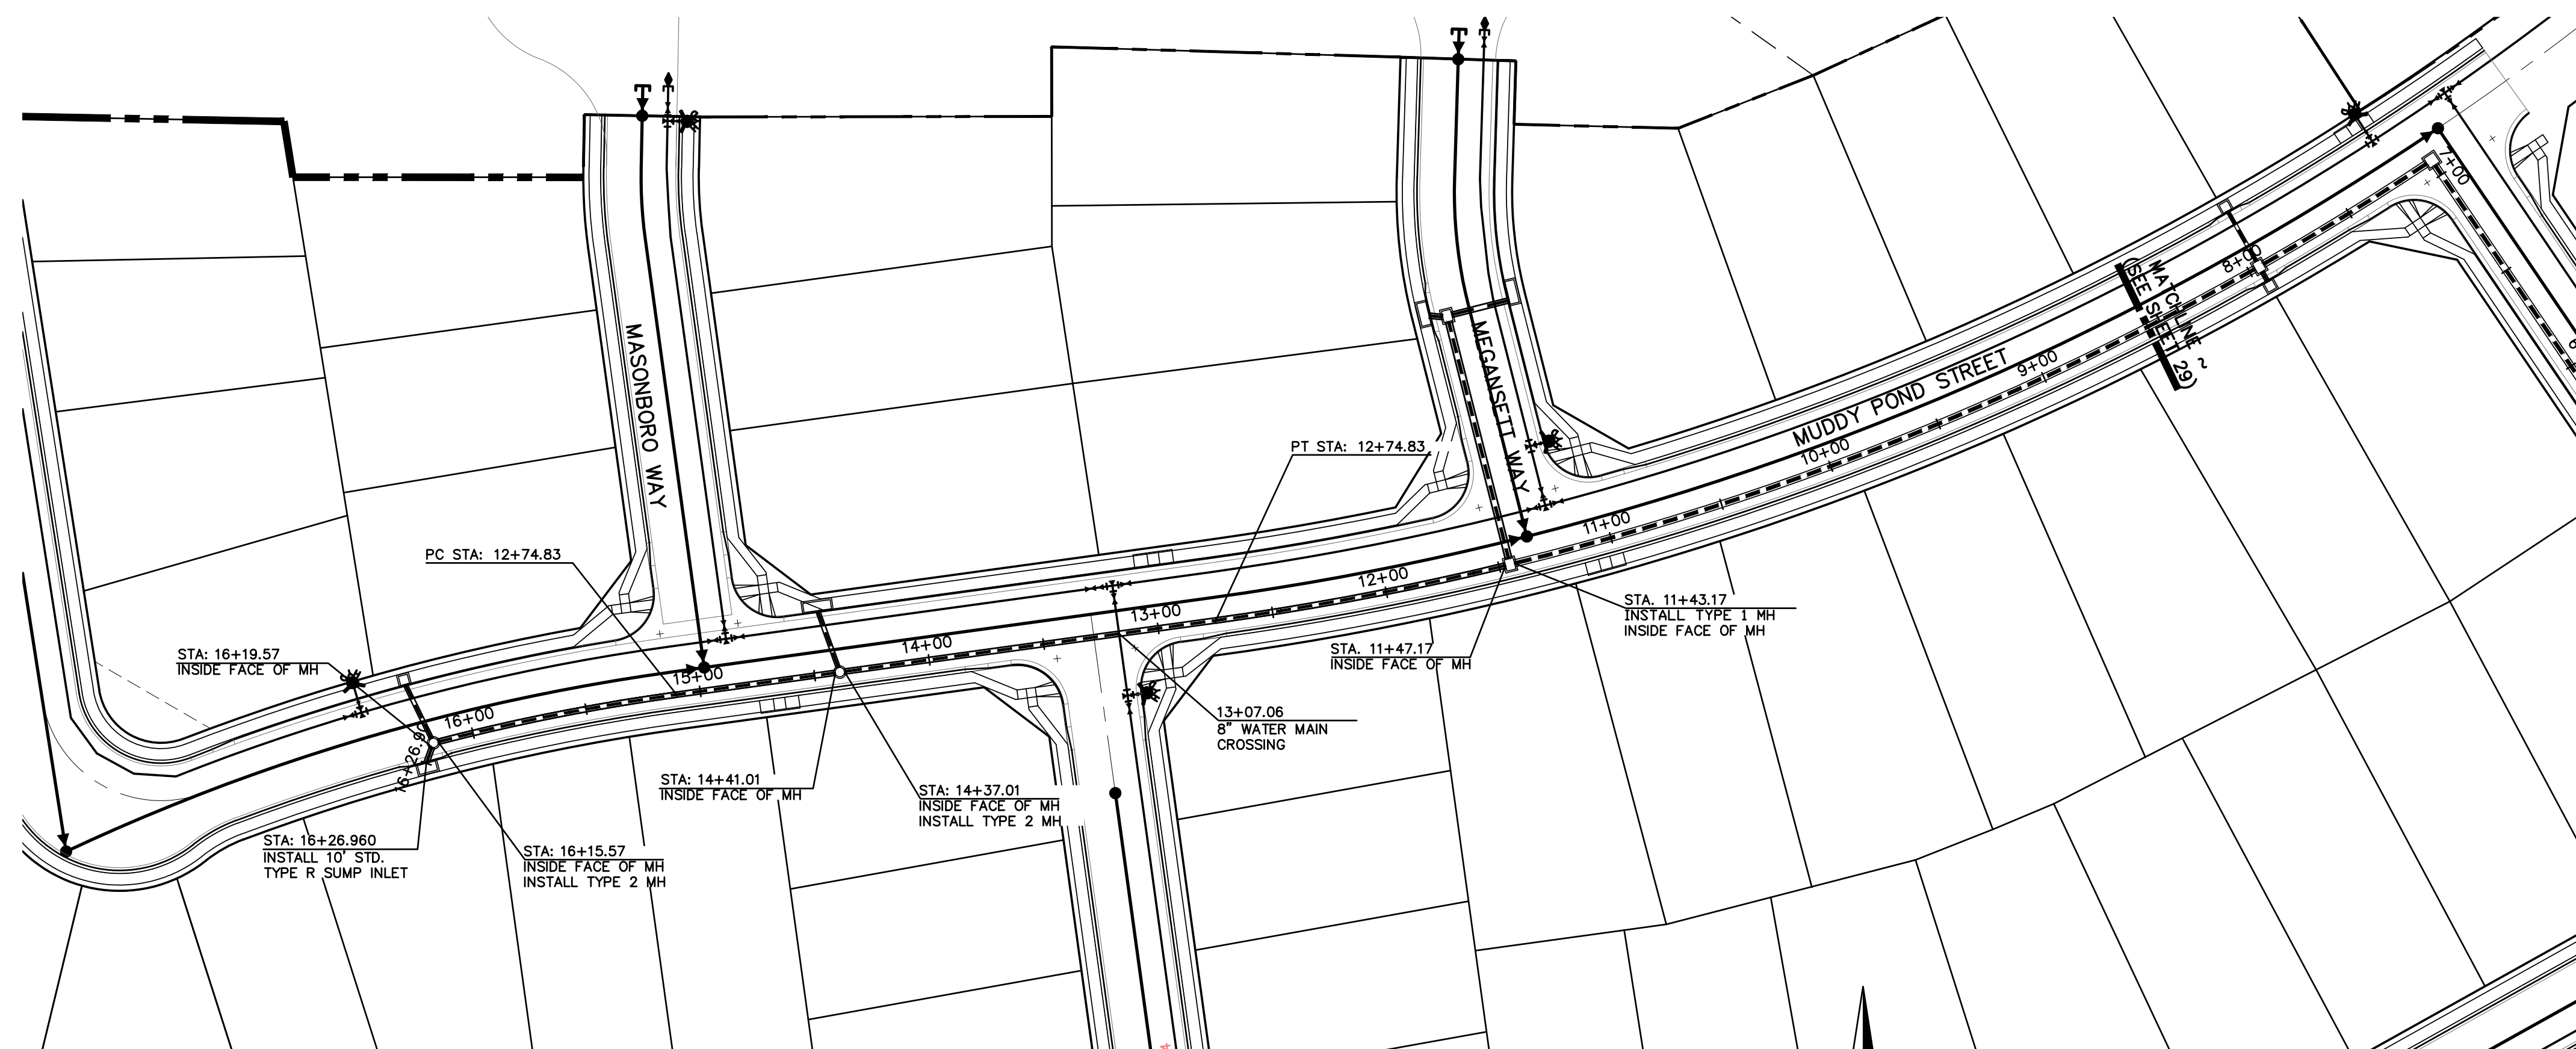 MASONBORO WAY
MEGANSETT WAY
MUDDY POND STREET
MATCHLINE ~
(SEE SHEET 29)
7+00
8+00
9+00
10+00
11+00
12+00
13+00
14+00
15+00
16+00
PT STA: 12+74.83
PC STA: 12+74.83
STA: 16+19.57
INSIDE FACE OF MH
STA. 11+43.17
INSTALL TYPE 1 MH
INSIDE FACE OF MH
STA. 11+47.17
INSIDE FACE OF MH
13+07.06
8" WATER MAIN
CROSSING
STA: 14+41.01
INSIDE FACE OF MH
STA: 14+37.01
INSIDE FACE OF MH
INSTALL TYPE 2 MH
STA: 16+26.960
INSTALL 10' STD.
TYPE R SUMP INLET
STA: 16+15.57
INSIDE FACE OF MH
INSTALL TYPE 2 MH